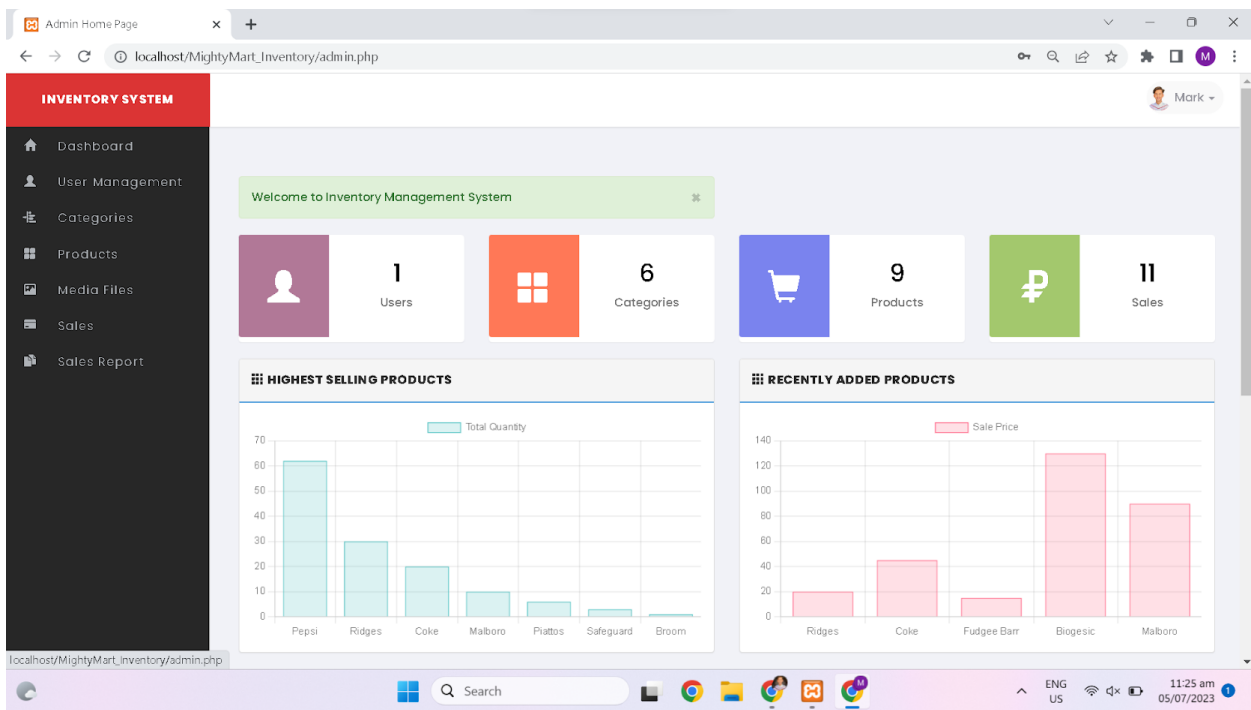 Admin Home Page
localhost/MightyMart_Inventory/admin.php
M
INVENTORY SYSTEM
Mark
Dashboard
User Management
Categories
Products
Media Files
Sales
Sales Report
Welcome to Inventory Management System
1
Users
6
Categories
9
Products
11
Sales
HIGHEST SELLING PRODUCTS
Total Quantity
70
60
50
40
30
20
10
0
Pepsi Ridges Coke Malboro Piattos Safeguard Broom
RECENTLY ADDED PRODUCTS
Sale Price
140
120
100
80
60
40
20
0
Ridges Coke Fudgee Barr Biogesic Malboro
localhost/MightyMart_Inventory/admin.php
Search
M
ENG
US
11:25 am
05/07/2023
1